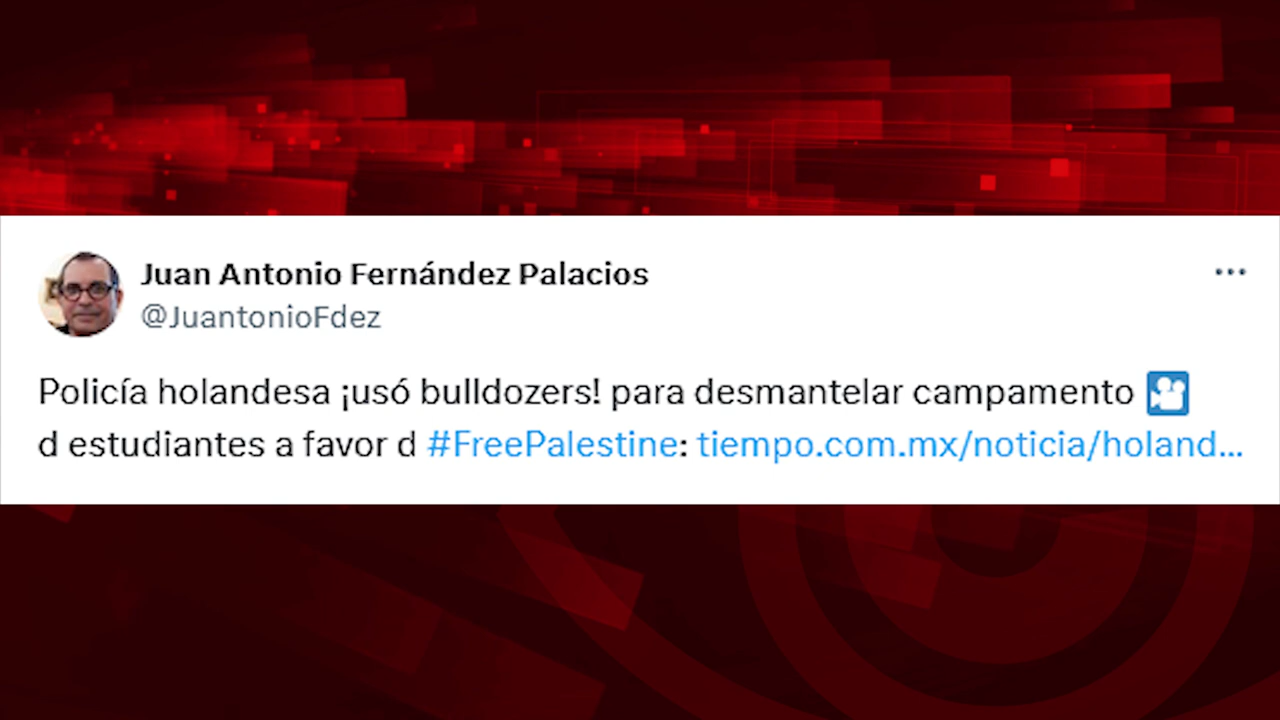 Juan Antonio Fernández Palacios
@JuantonioFdez
Policía holandesa ¡usó bulldozers! para desmantelar campamento 🎦
d estudiantes a favor d #FreePalestine: tiempo.com.mx/noticia/holand...